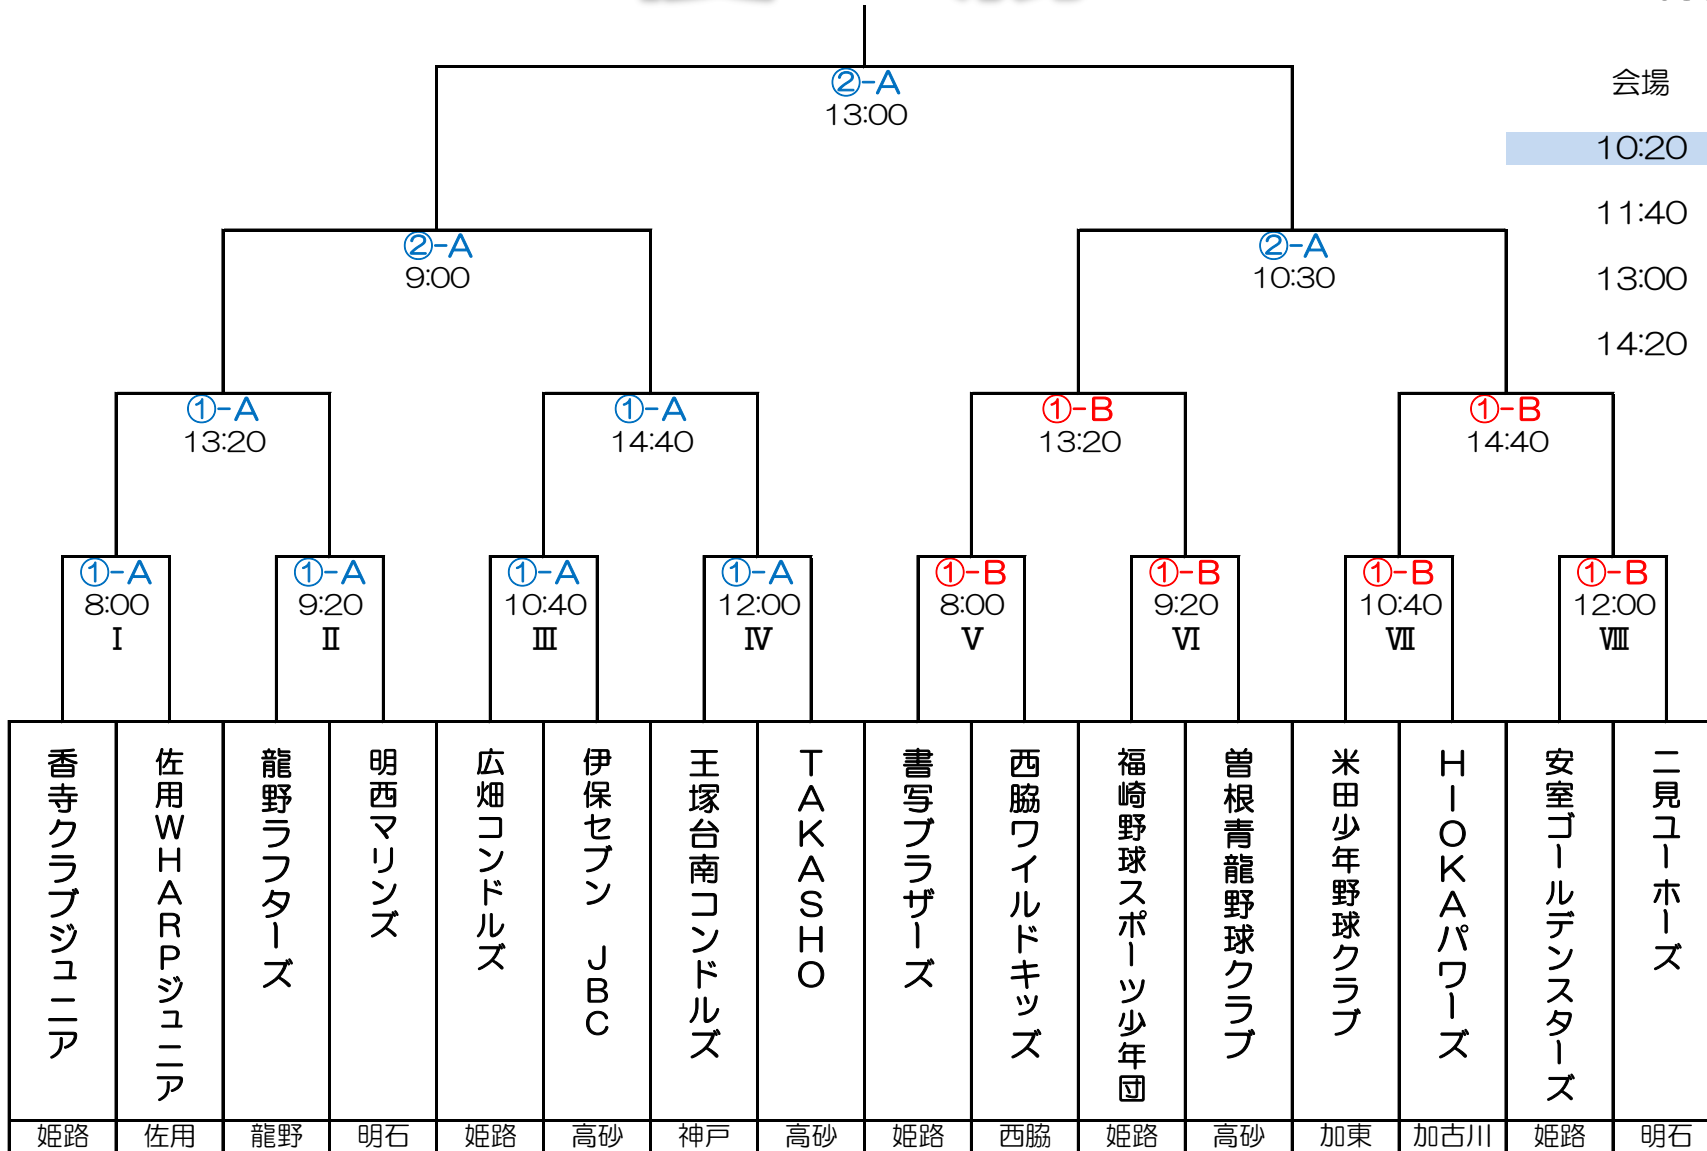 ②-A
13:00
会場
10:20
11:40
13:00
14:20
②-A
9:00
②-A
10:30
①-A
13:20
①-A
14:40
①-B
13:20
①-B
14:40
①-A
8:00
Ⅰ
①-A
9:20
Ⅱ
①-A
10:40
Ⅲ
①-A
12:00
Ⅳ
①-B
8:00
Ⅴ
①-B
9:20
Ⅵ
①-B
10:40
Ⅶ
①-B
12:00
Ⅷ
香寺クラブジュニア
佐用WHARPジュニア
龍野ラフターズ
明西マリンズ
広畑コンドルズ
伊保セブン JBC
王塚台南コンドルズ
TAKASHO
書写ブラザーズ
西脇ワイルドキッズ
福崎野球スポーツ少年団
曽根青龍野球クラブ
米田少年野球クラブ
HIOKAパワーズ
安室ゴールデンスターズ
二見ユーホーズ
姫路
佐用
龍野
明石
姫路
高砂
神戸
高砂
姫路
西脇
姫路
高砂
加東
加古川
姫路
明石